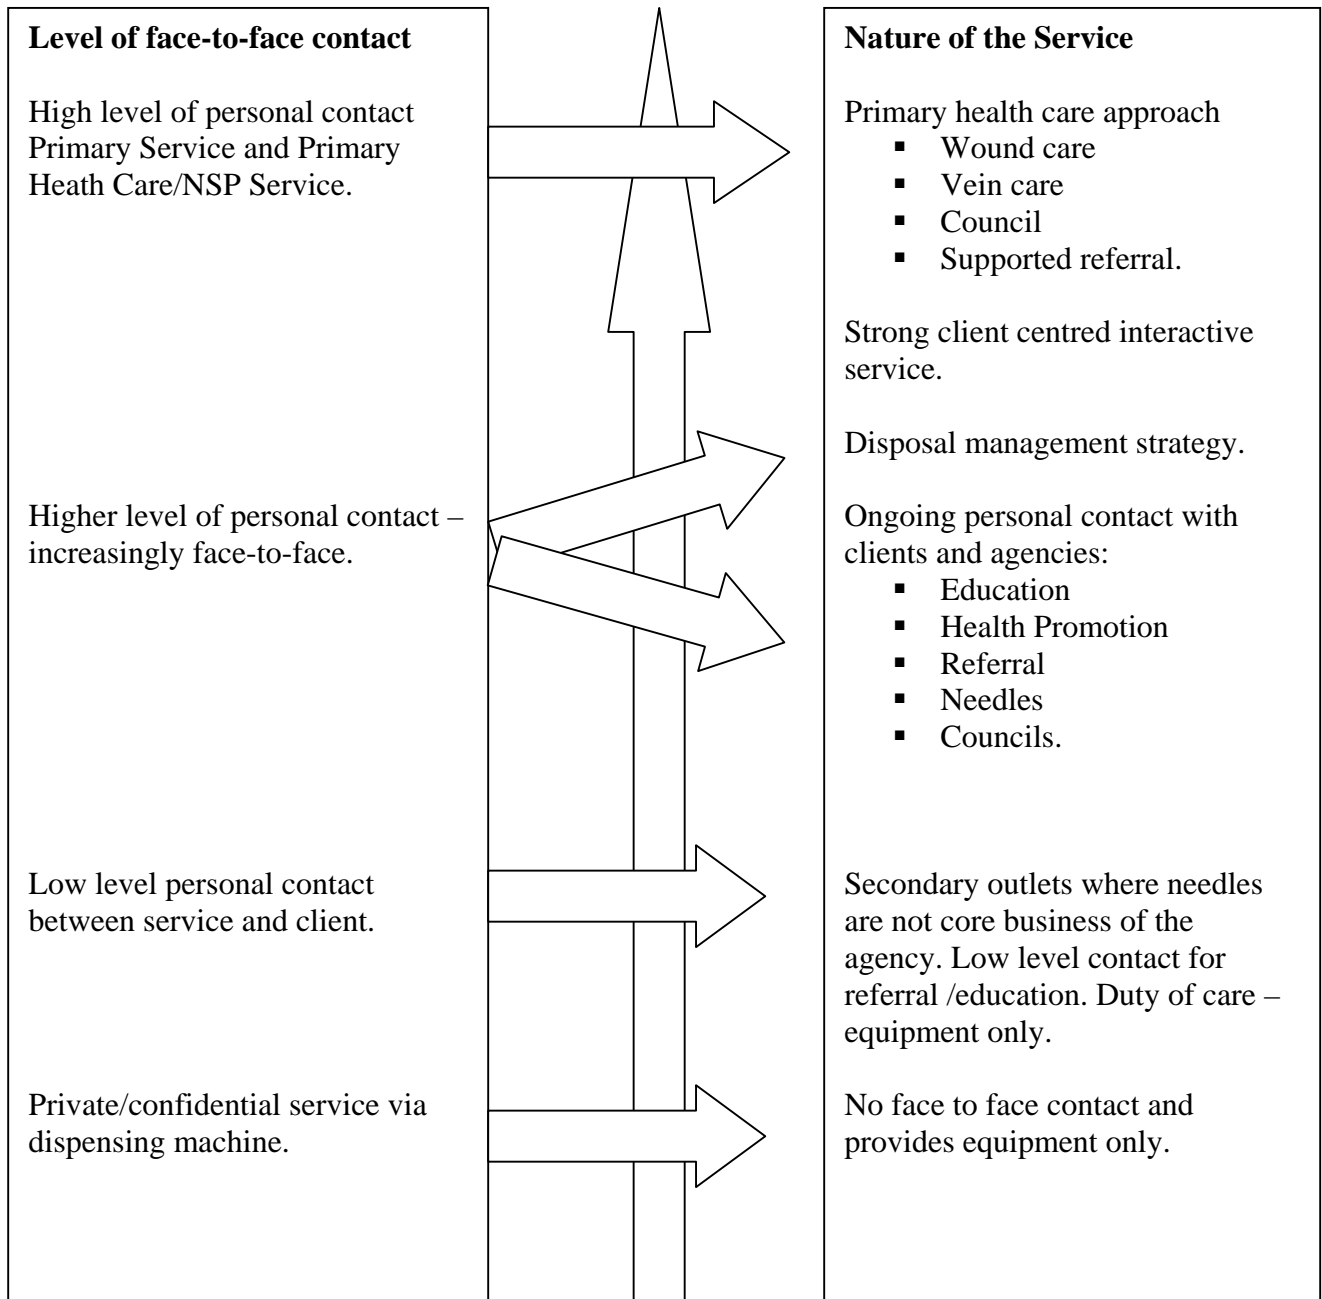 Level of face-to-face contact
High level of personal contact
Primary Service and Primary
Heath Care/NSP Service.
Higher level of personal contact –
increasingly face-to-face.
Low level personal contact
between service and client.
Private/confidential service via
dispensing machine.
Nature of the Service
Primary health care approach
▪ Wound care
▪ Vein care
▪ Council
▪ Supported referral.
Strong client centred interactive
service.
Disposal management strategy.
Ongoing personal contact with
clients and agencies:
▪ Education
▪ Health Promotion
▪ Referral
▪ Needles
▪ Councils.
Secondary outlets where needles
are not core business of the
agency. Low level contact for
referral /education. Duty of care –
equipment only.
No face to face contact and
provides equipment only.